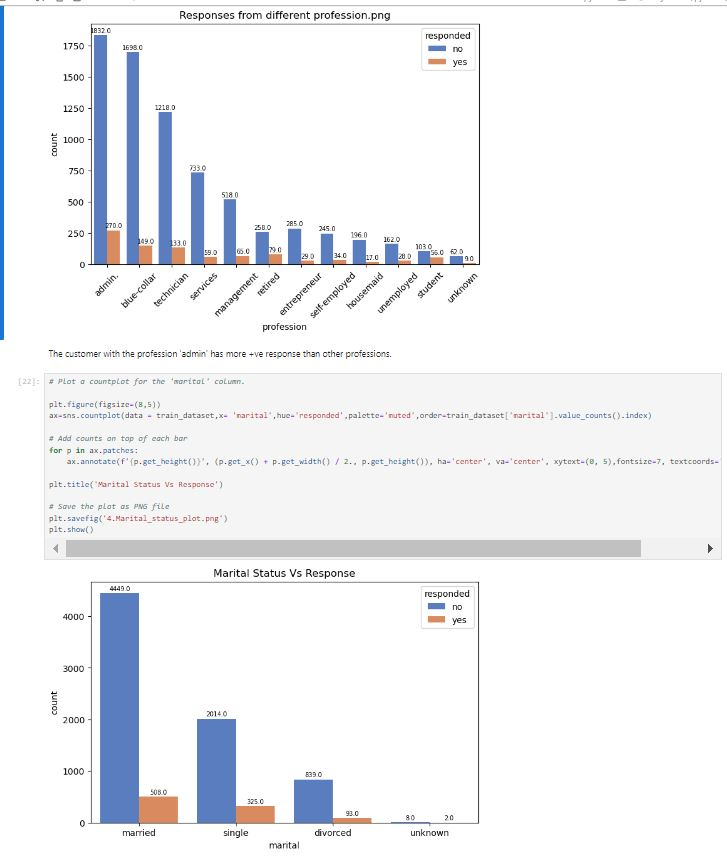 Responses from different profession.png
responded
no
yes
count
1750
1500
1250
1000
750
500
250
0
1832.0
270.0
1698.0
149.0
1218.0
133.0
733.0
59.0
518.0
65.0
258.0
79.0
285.0
29.0
245.0
34.0
196.0
17.0
162.0
28.0
103.0
56.0
62.0
9.0
admin.
blue-collar
technician
services
management
retired
entrepreneur
self-employed
housemaid
unemployed
student
unknown
profession
The customer with the profession 'admin' has more +ve response than other professions.
[22]:
# Plot a countplot for the 'marital' column.
plt.figure(figsize=(8,5))
ax=sns.countplot(data = train_dataset,x= 'marital',hue='responded',palette='muted',order=train_dataset['marital'].value_counts().index)
# Add counts on top of each bar
for p in ax.patches:
ax.annotate(f'{p.get_height()}', (p.get_x() + p.get_width() / 2., p.get_height()), ha='center', va='center', xytext=(0, 5),fontsize=7, textcoords=
plt.title('Marital Status Vs Response')
# Save the plot as PNG file
plt.savefig('4.Marital_status_plot.png')
plt.show()
Marital Status Vs Response
responded
no
yes
count
4000
3000
2000
1000
0
4449.0
508.0
2014.0
325.0
839.0
93.0
8.0
2.0
married
single
divorced
unknown
marital